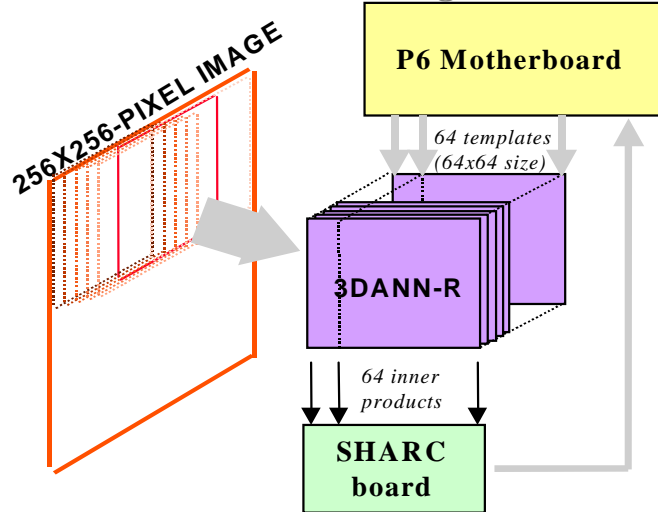 256X256-PIXEL IMAGE
P6 Motherboard
64 templates
(64x64 size)
3DANN-R
64 inner
products
SHARC
board